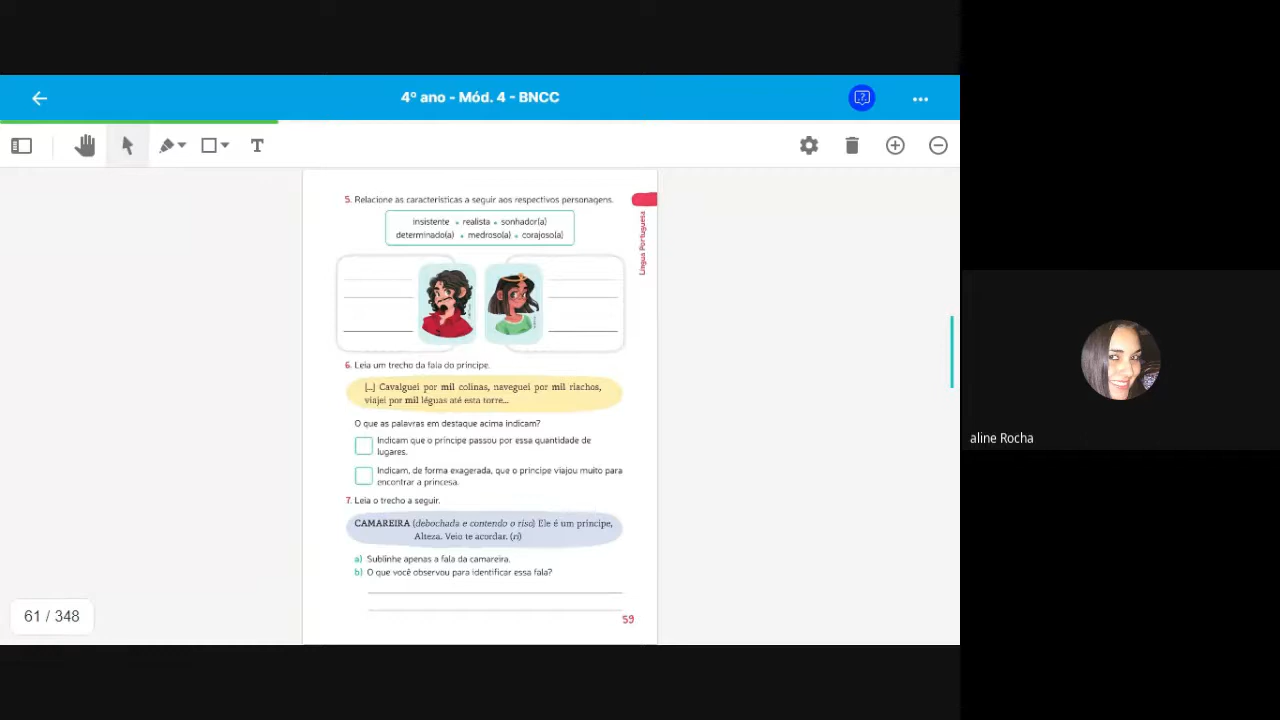 4º ano - Mód. 4 - BNCC
T
5. Relacione as características a seguir aos respectivos personagens.
insistente • realista • sonhador(a)
determinado(a) • medroso(a) • corajoso(a)
Língua Portuguesa
6. Leia um trecho da fala do príncipe.
[...] Cavalguei por mil colinas, naveguei por mil riachos,
viajei por mil léguas até esta torre...
O que as palavras em destaque acima indicam?
Indicam que o príncipe passou por essa quantidade de
lugares.
Indicam, de forma exagerada, que o príncipe viajou muito para
encontrar a princesa.
7. Leia o trecho a seguir.
CAMAREIRA (debochada e contendo o riso) Ele é um príncipe,
Alteza. Veio te acordar. (ri)
a) Sublinhe apenas a fala da camareira.
b) O que você observou para identificar essa fala?
59
61 / 348
aline Rocha